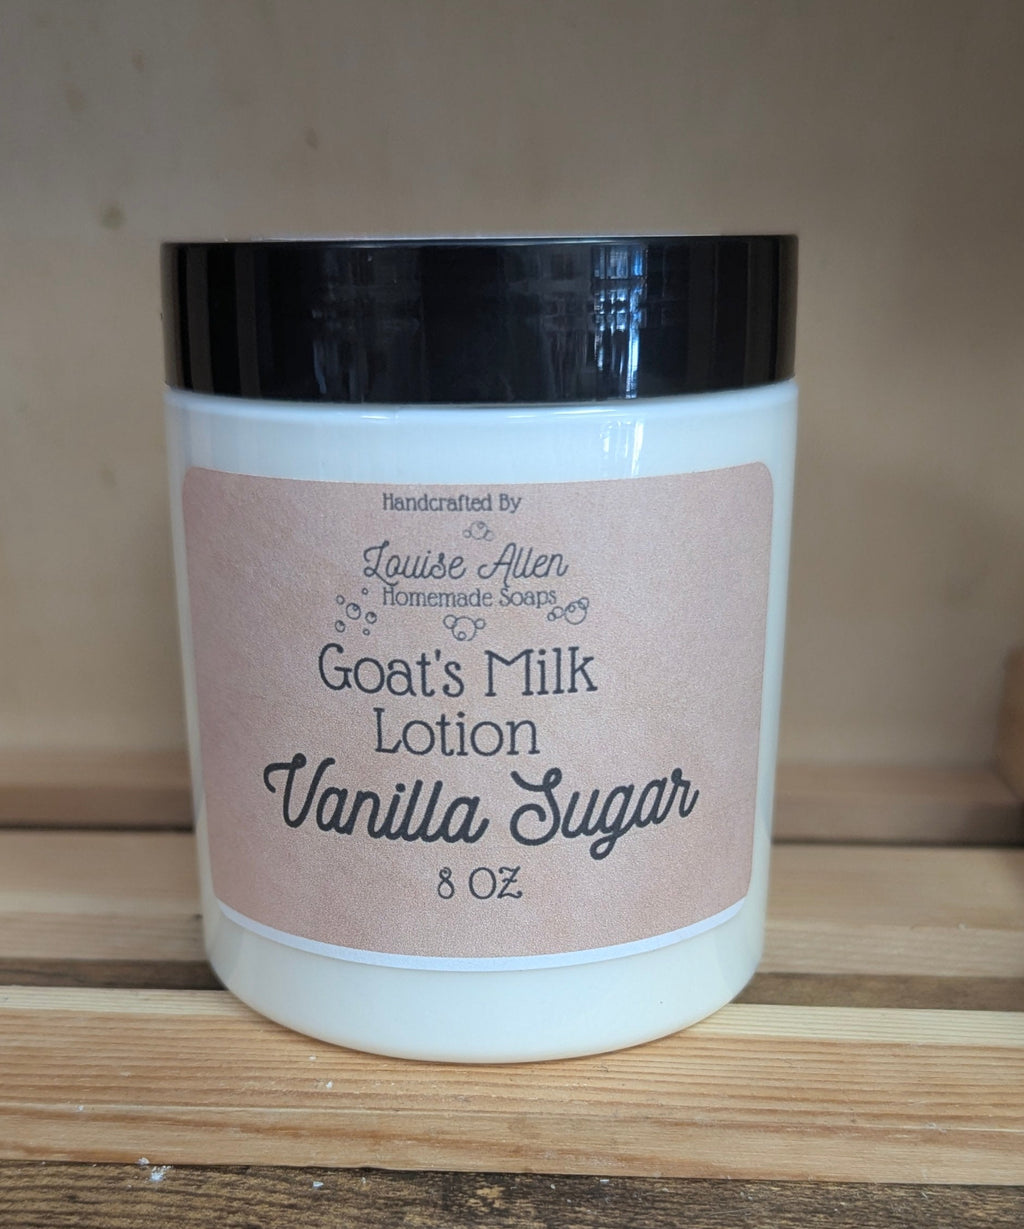 Handcrafted By
Louise Allen
Homemade Soaps
Goat's Milk
Lotion
Vanilla Sugar
8 OZ